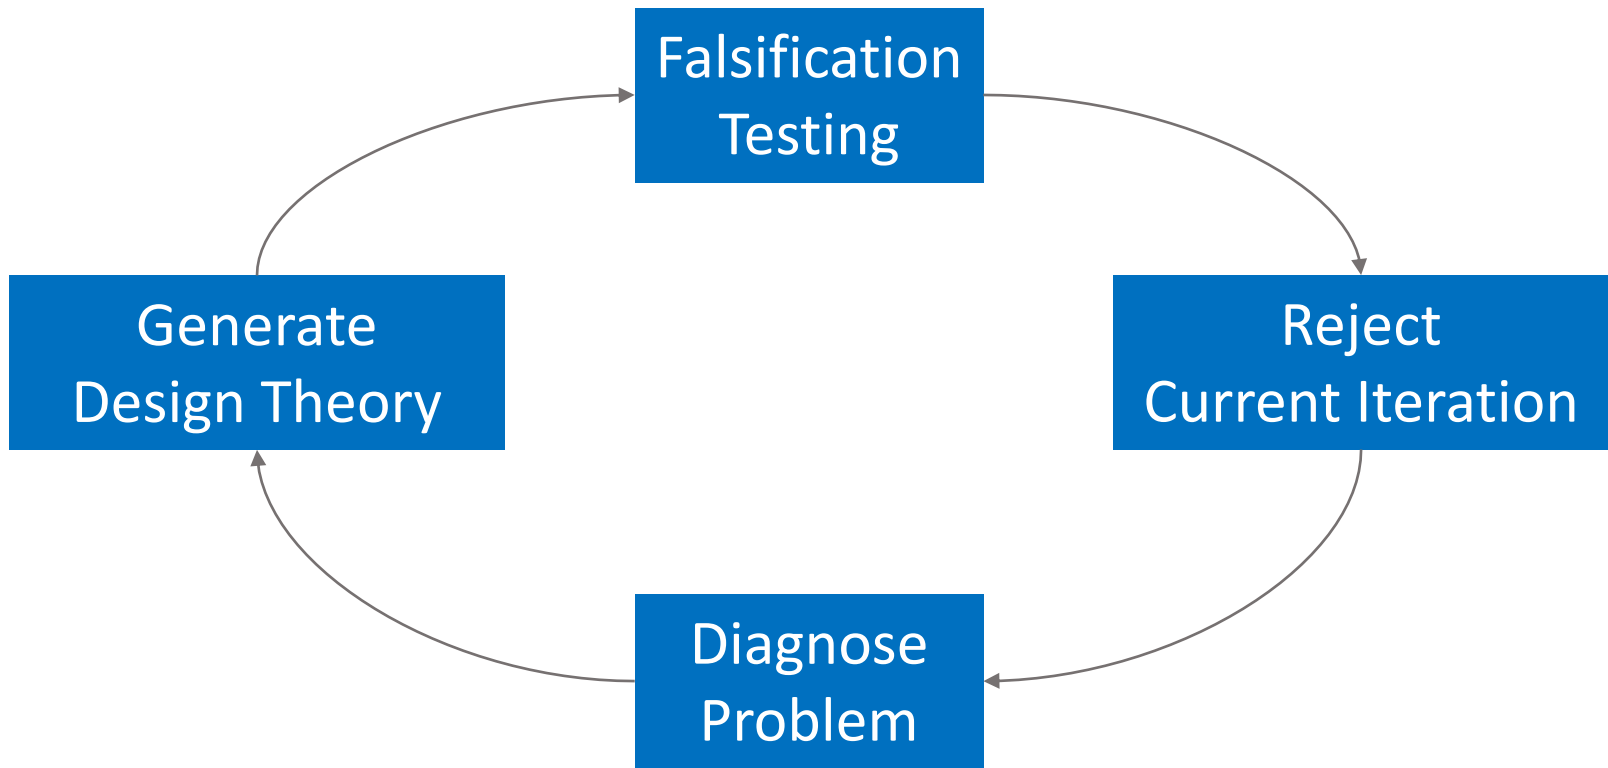 Falsification
Testing
Generate
Design Theory
Reject
Current Iteration
Diagnose
Problem